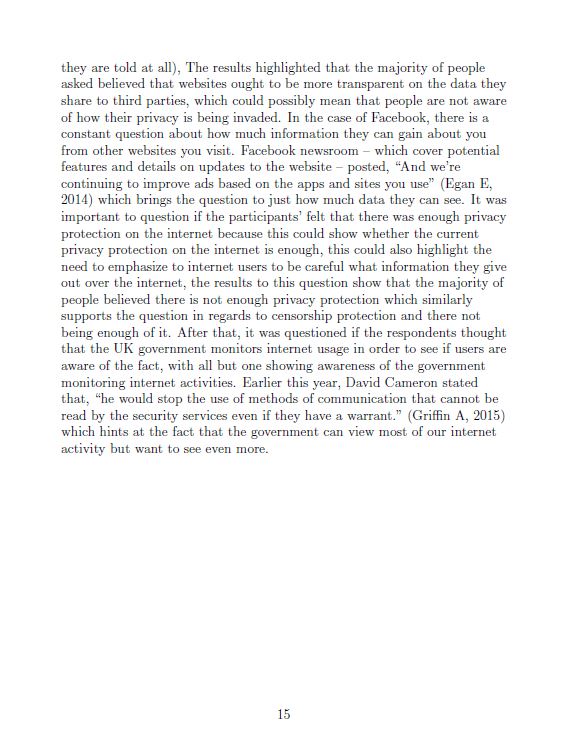 they are told at all), The results highlighted that the majority of people
asked believed that websites ought to be more transparent on the data they
share to third parties, which could possibly mean that people are not aware
of how their privacy is being invaded. In the case of Facebook, there is a
constant question about how much information they can gain about you
from other websites you visit. Facebook newsroom – which cover potential
features and details on updates to the website – posted, “And we’re
continuing to improve ads based on the apps and sites you use” (Egan E,
2014) which brings the question to just how much data they can see. It was
important to question if the participants’ felt that there was enough privacy
protection on the internet because this could show whether the current
privacy protection on the internet is enough, this could also highlight the
need to emphasize to internet users to be careful what information they give
out over the internet, the results to this question show that the majority of
people believed there is not enough privacy protection which similarly
supports the question in regards to censorship protection and there not
being enough of it. After that, it was questioned if the respondents thought
that the UK government monitors internet usage in order to see if users are
aware of the fact, with all but one showing awareness of the government
monitoring internet activities. Earlier this year, David Cameron stated
that, “he would stop the use of methods of communication that cannot be
read by the security services even if they have a warrant.” (Griffin A, 2015)
which hints at the fact that the government can view most of our internet
activity but want to see even more.
15